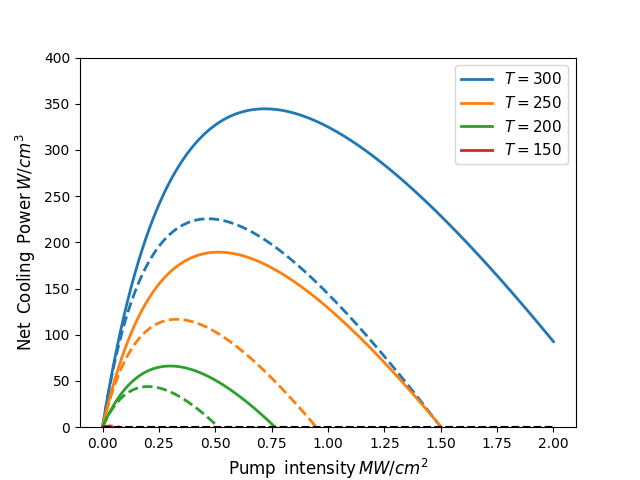 400
350
300
250
200
150
100
50
0
Net Cooling Power W/cm³
T = 300
T = 250
T = 200
T = 150
0.00 0.25 0.50 0.75 1.00 1.25 1.50 1.75 2.00
Pump intensity MW/cm²